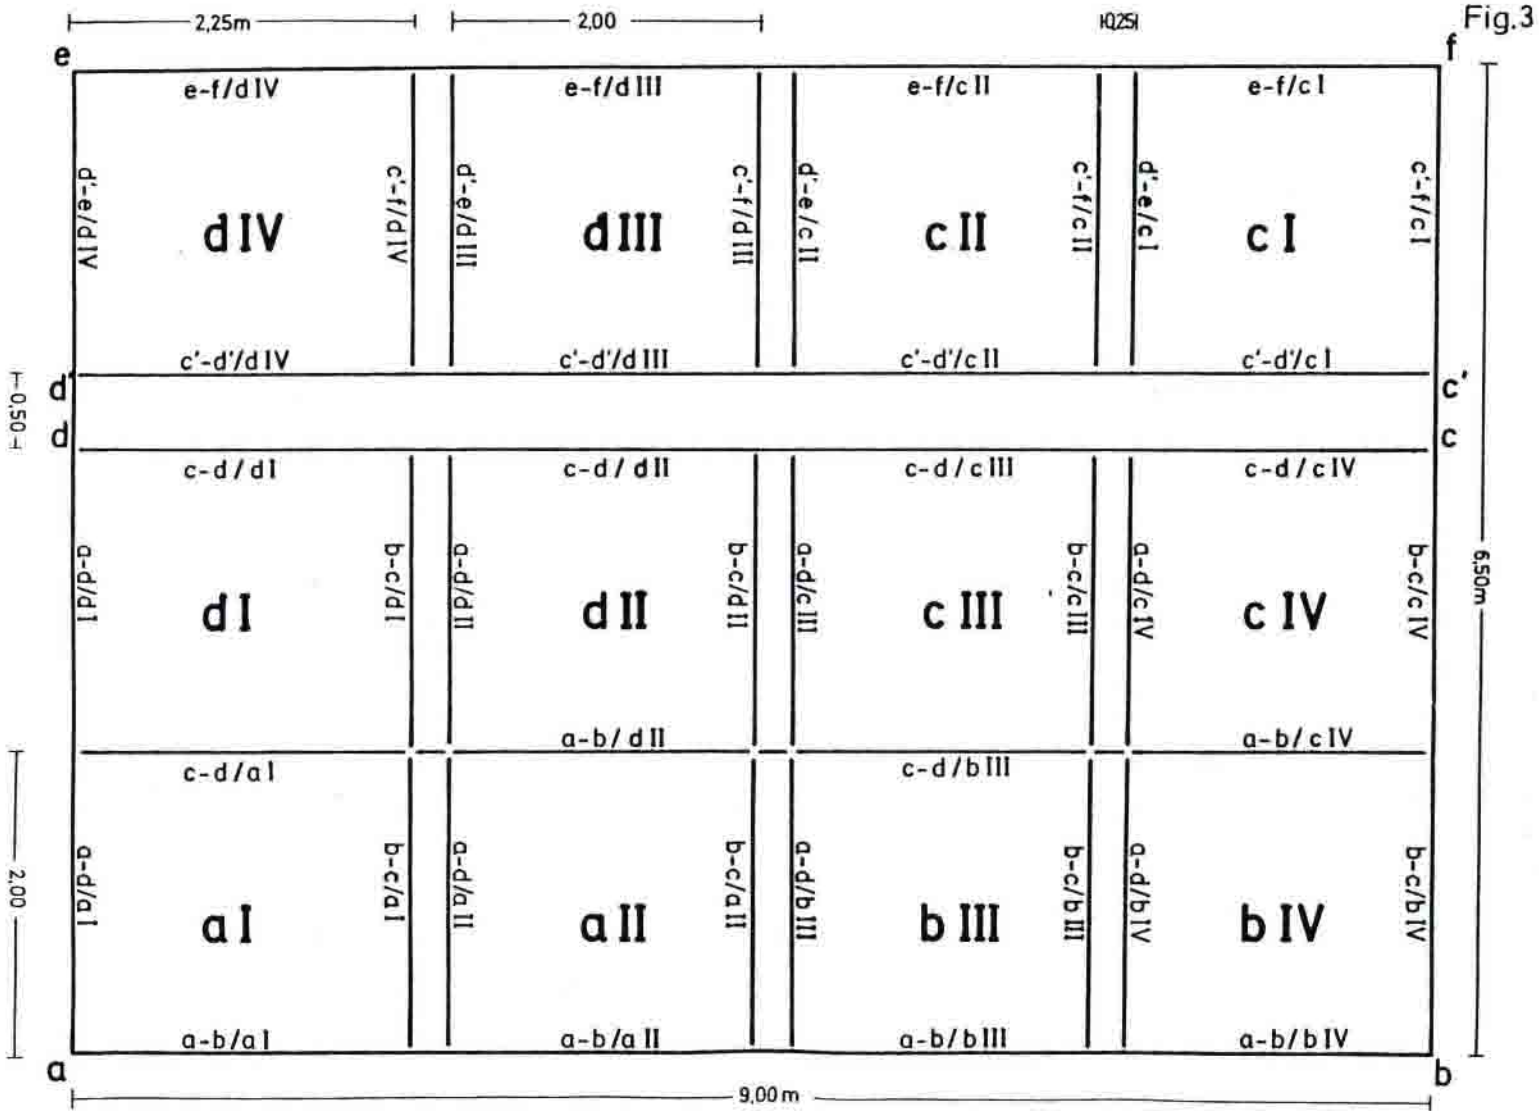 Fig.3
2,25m 2,00 0,25
e f
e-f/d IV e-f/d III e-f/c II e-f/c I
d'-e/d IV c'-f/d IV d'-e/d III c'-f/d III d'-e/c II c'-f/c II d'-e/c I c'-f/c I
d IV d III c II c I
c'-d'/d IV c'-d'/d III c'-d'/c II c'-d'/c I
d' c'
0,50
d c
c-d/d I c-d/d II c-d/c III c-d/c IV
a-d/d I b-c/d I a-d/d II b-c/d II a-d/c III b-c/c III a-d/c IV b-c/c IV
6,50m
d I d II c III c IV
a-b/d II a-b/c IV
c-d/a I c-d/b III
a-d/a I b-c/a I a-d/a II b-c/a II a-d/b III b-c/b III a-d/b IV b-c/b IV
2,00
a I a II b III b IV
a-b/a I a-b/a II a-b/b III a-b/b IV
a b
9,00m